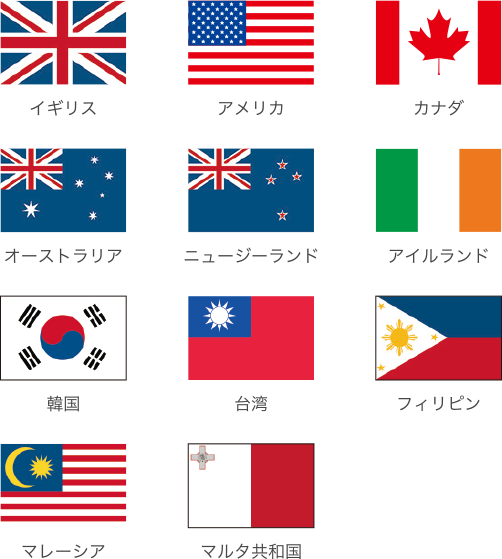 イギリス
アメリカ
カナダ
オーストラリア
ニュージーランド
アイルランド
韓国
台湾
フィリピン
マレーシア
マルタ共和国